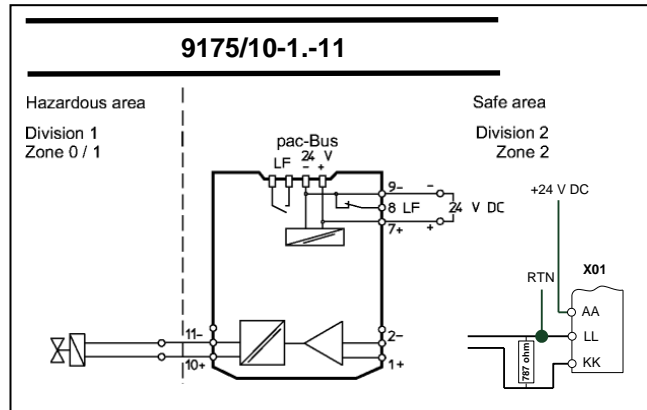 9175/10-1.-11
Hazardous area
Division 1
Zone 0 / 1
Safe area
Division 2
Zone 2
pac-Bus
LF 24 V
- +
9- -
8 LF 24 V DC
7+ +
+24 V DC
RTN
X01
AA
LL
KK
787 ohm
11-
10+
2-
1+